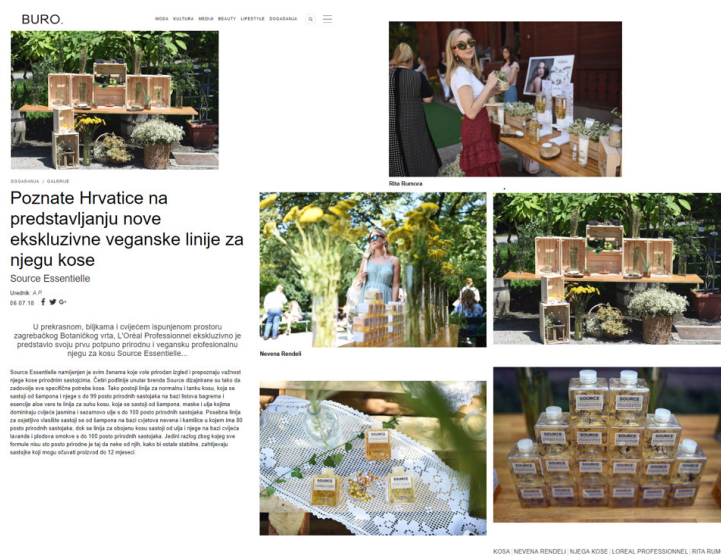 BURO.
MODA KULTURA MEDIJI BEAUTY LIFESTYLE DOGAĐANJA
DOGAĐANJA | GALERIJE
Poznate Hrvatice na
predstavljanju nove
ekskluzivne veganske linije za
njegu kose
Source Essentielle
Urednik: A.P.
06.07.18
U prekrasnom, biljkama i cvijećem ispunjenom prostoru
zagrebačkog Botaničkog vrta, L'Oréal Professionnel ekskluzivno je
predstavio svoju prvu potpuno prirodnu i vegansku profesionalnu
njegu za kosu Source Essentielle...
Source Essentielle namijenjen je svim ženama koje vole prirodan izgled i prepoznaju važnost
njege kose prirodnim sastojcima. Četiri podlinije unutar brenda Source dizajnirane su tako da
zadovolje sve specifične potrebe kose. Tako postoji linija za normalnu i tanku kosu, koja se
sastoji od šampona i njege s do 99 posto prirodnih sastojaka na bazi listova bagrema i
esencije aloe vere te linija za suhu kosu, koja se sastoji od šampona, maske i ulja kojima
dominiraju cvijeće jasmina i sezamovo ulje s do 100 posto prirodnih sastojaka. Posebna linija
za osjetljivo vlasište sastoji se od šampona na bazi cvjetova nevena i kamilice u kojem ima 80
posto prirodnih sastojaka, dok se linija za obojenu kosu sastoji od ulja i njege na bazi cvijeća
lavande i plodova smokve s do 100 posto prirodnih sastojaka. Jedini razlog zbog kojeg sve
formule nisu sto posto prirodne je taj da neke od njih, kako bi ostale stabilne, zahtijevaju
sastojke koji mogu očuvati proizvod do 12 mjeseci.
Rita Rumora
Nevena Rendeli
SOURCE
SOURCE
SOURCE
SOURCE
KOSA | NEVENA RENDELI | NJEGA KOSE | LOREAL PROFESSIONNEL | RITA RUM